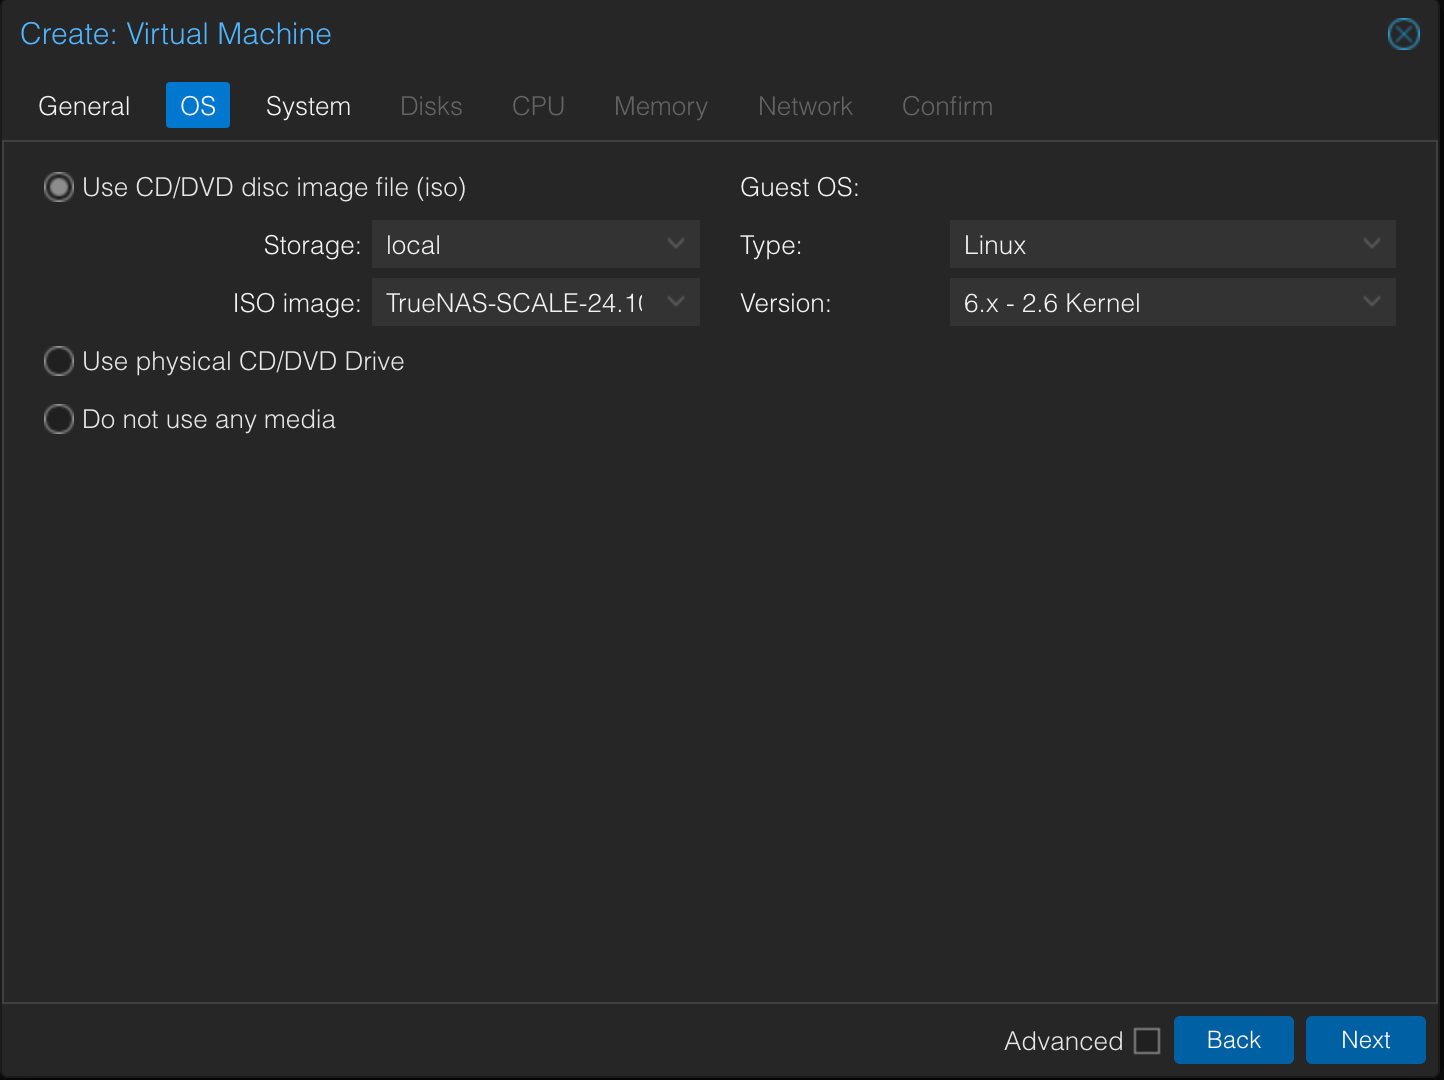 Create: Virtual Machine
General OS System Disks CPU Memory Network Confirm
Use CD/DVD disc image file (iso)
Storage: local
ISO image: TrueNAS-SCALE-24.1
Use physical CD/DVD Drive
Do not use any media
Guest OS:
Type: Linux
Version: 6.x - 2.6 Kernel
Advanced Back Next